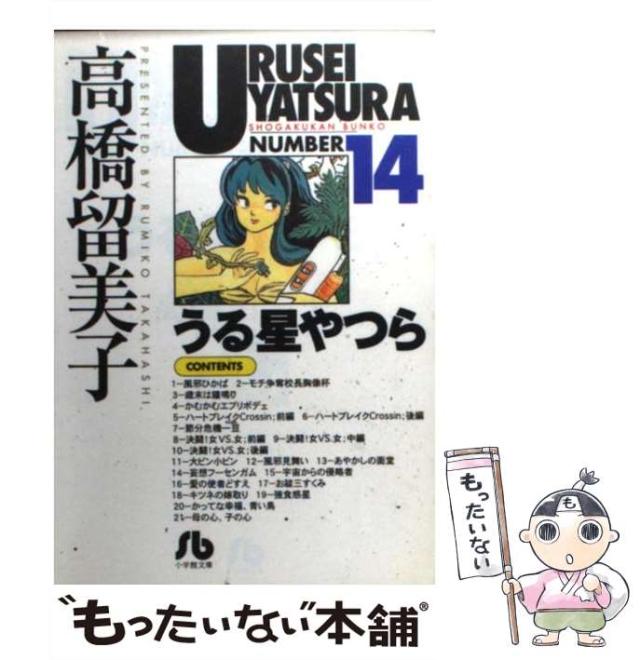 高橋留美子
PRESENTED BY RUMIKO TAKAHASHI.
URUSEI
YATSURA
SHOGAKUKAN BUNKO
NUMBER 14
うる星やつら
CONTENTS
1─風邪ひかば 2─モチ争奪校長胸像杯
3─歳末は鐘鳴り
4─かむかむエブリボデェ
5─ハートブレイクCrossin';前編 6─ハートブレイクCrossin';後編
7─節分危機一豆
8─決闘!女VS.女;前編 9─決闘!女VS.女;中編
10─決闘!女VS.女;後編
11─大ビン小ビン 12─風邪見舞い 13─あやかしの面堂
14─妄想フーセンガム 15─宇宙からの侵略者
16─愛の使者どすえ 17─お紋三すくみ
18─キツネの嫁取り 19─強食惑星
20─かってな幸福、青い鳥
21─母の心、子の心
sb
小学館文庫
もったいない
も
"もったいない"本舗®